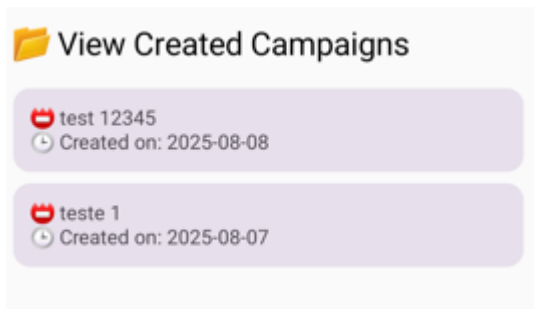 📂 View Created Campaigns
📛 test 12345
🕒 Created on: 2025-08-08
📛 teste 1
🕒 Created on: 2025-08-07